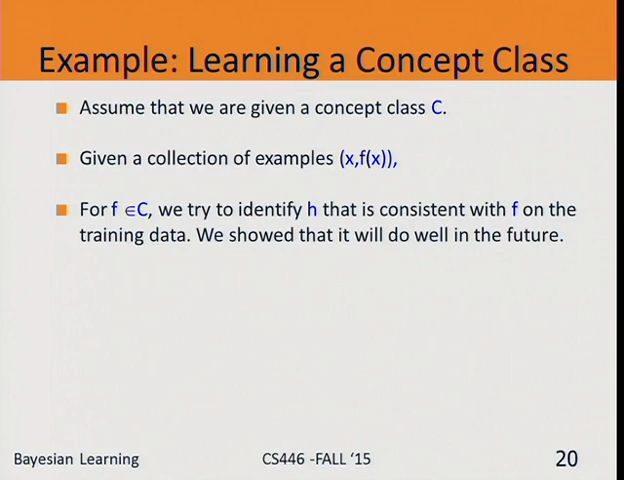 Example: Learning a Concept Class
Assume that we are given a concept class C.
Given a collection of examples (x,f(x)),
For f ∈C, we try to identify h that is consistent with f on the
training data. We showed that it will do well in the future.
Bayesian Learning
CS446 -FALL ‘15
20